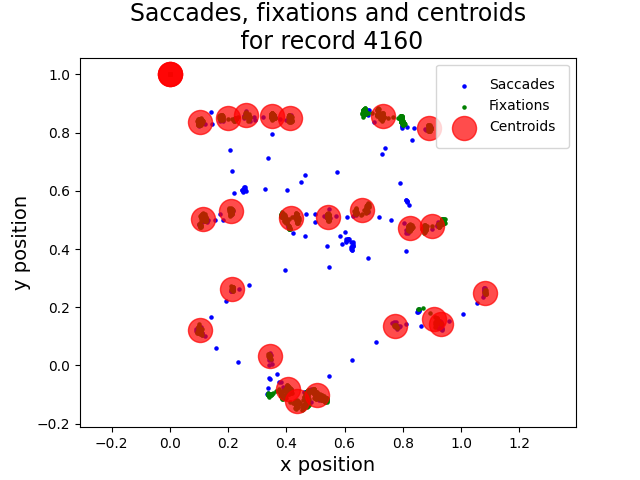 Saccades, fixations and centroids
for record 4160
1.0
0.8
0.6
0.4
0.2
0.0
−0.2
y position
Saccades
Fixations
Centroids
−0.2
0.0
0.2
0.4
0.6
0.8
1.0
1.2
x position